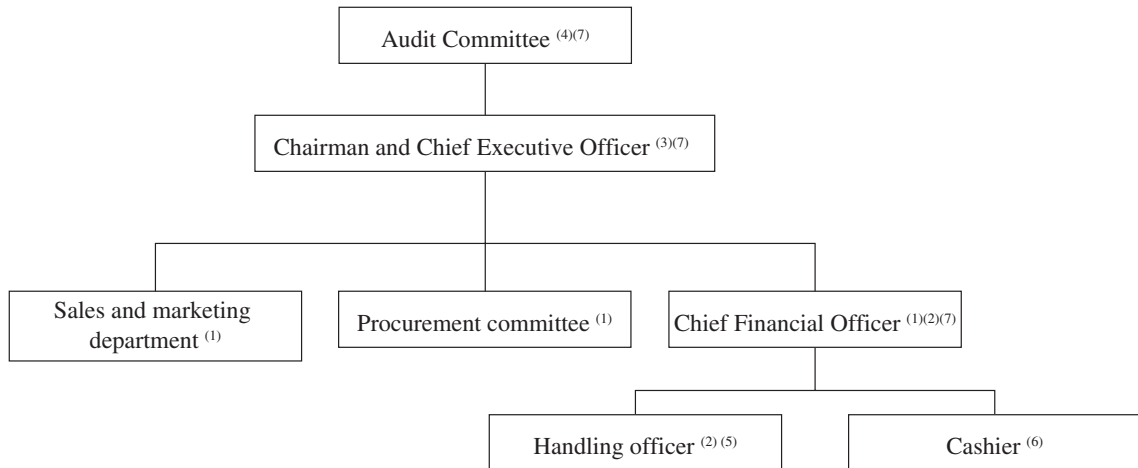 Audit Committee (4)(7)
Chairman and Chief Executive Officer (3)(7)
Sales and marketing
department (1)
Procurement committee (1)
Chief Financial Officer (1)(2)(7)
Handling officer (2) (5)
Cashier (6)